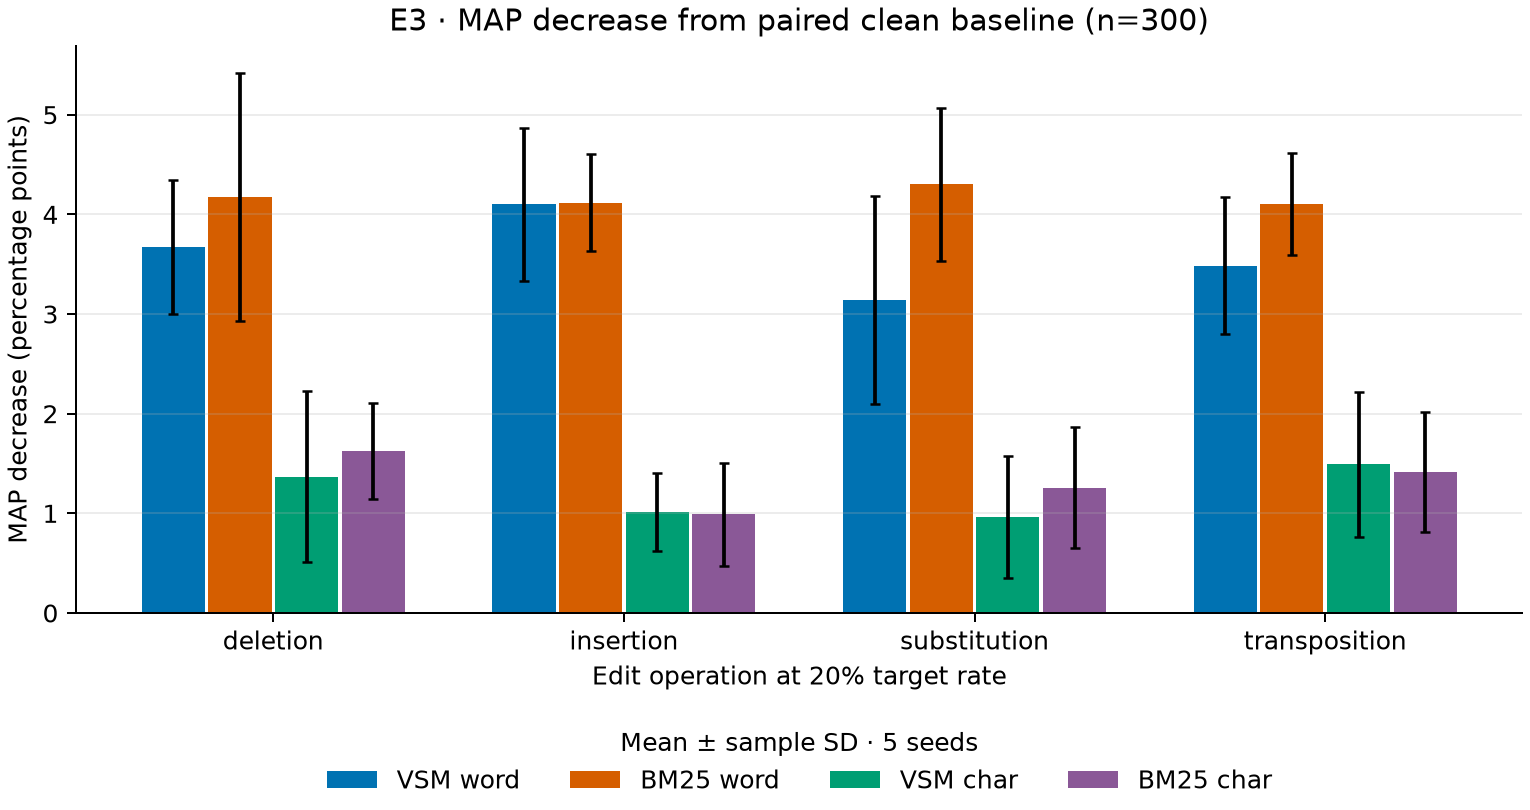 E3 · MAP decrease from paired clean baseline (n=300)
MAP decrease (percentage points)
5
4
3
2
1
0
deletion insertion substitution transposition
Edit operation at 20% target rate
Mean ± sample SD · 5 seeds
VSM word BM25 word VSM char BM25 char